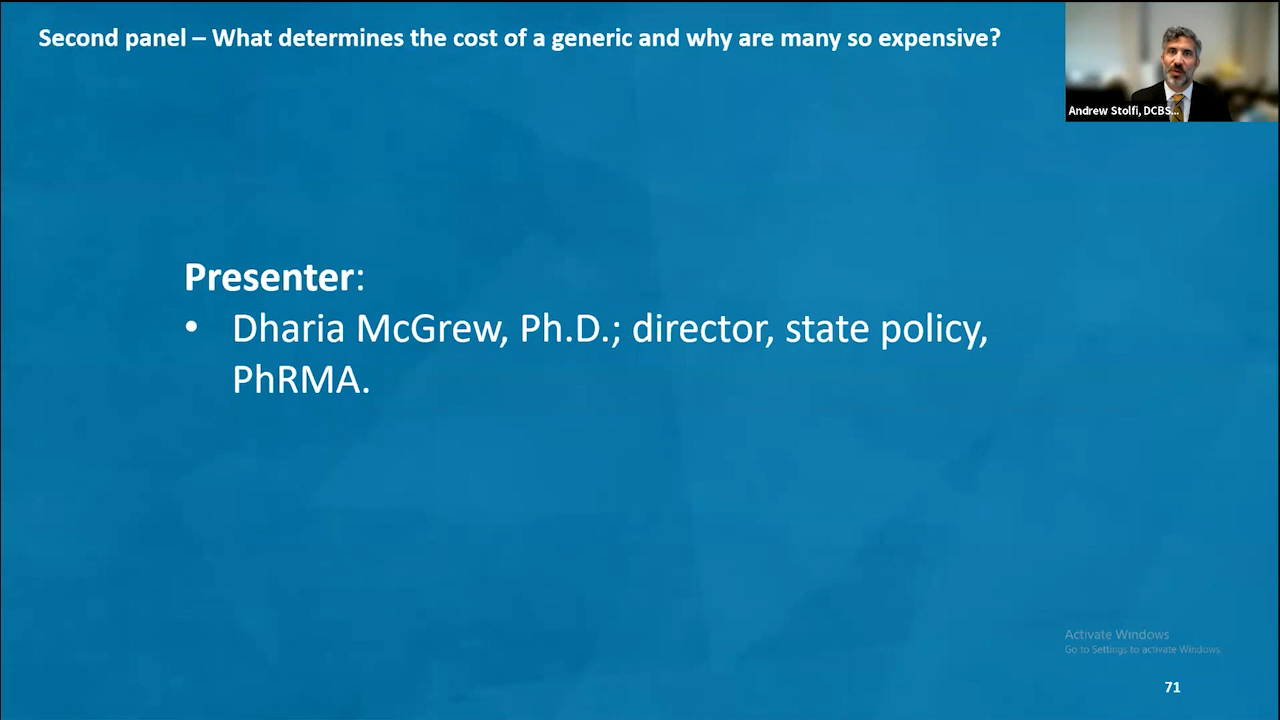 Second panel – What determines the cost of a generic and why are many so expensive?
Andrew Stolfi, DCBS...
Presenter:
• Dharia McGrew, Ph.D.; director, state policy,
PhRMA.
Activate Windows
Go to Settings to activate Windows.
71